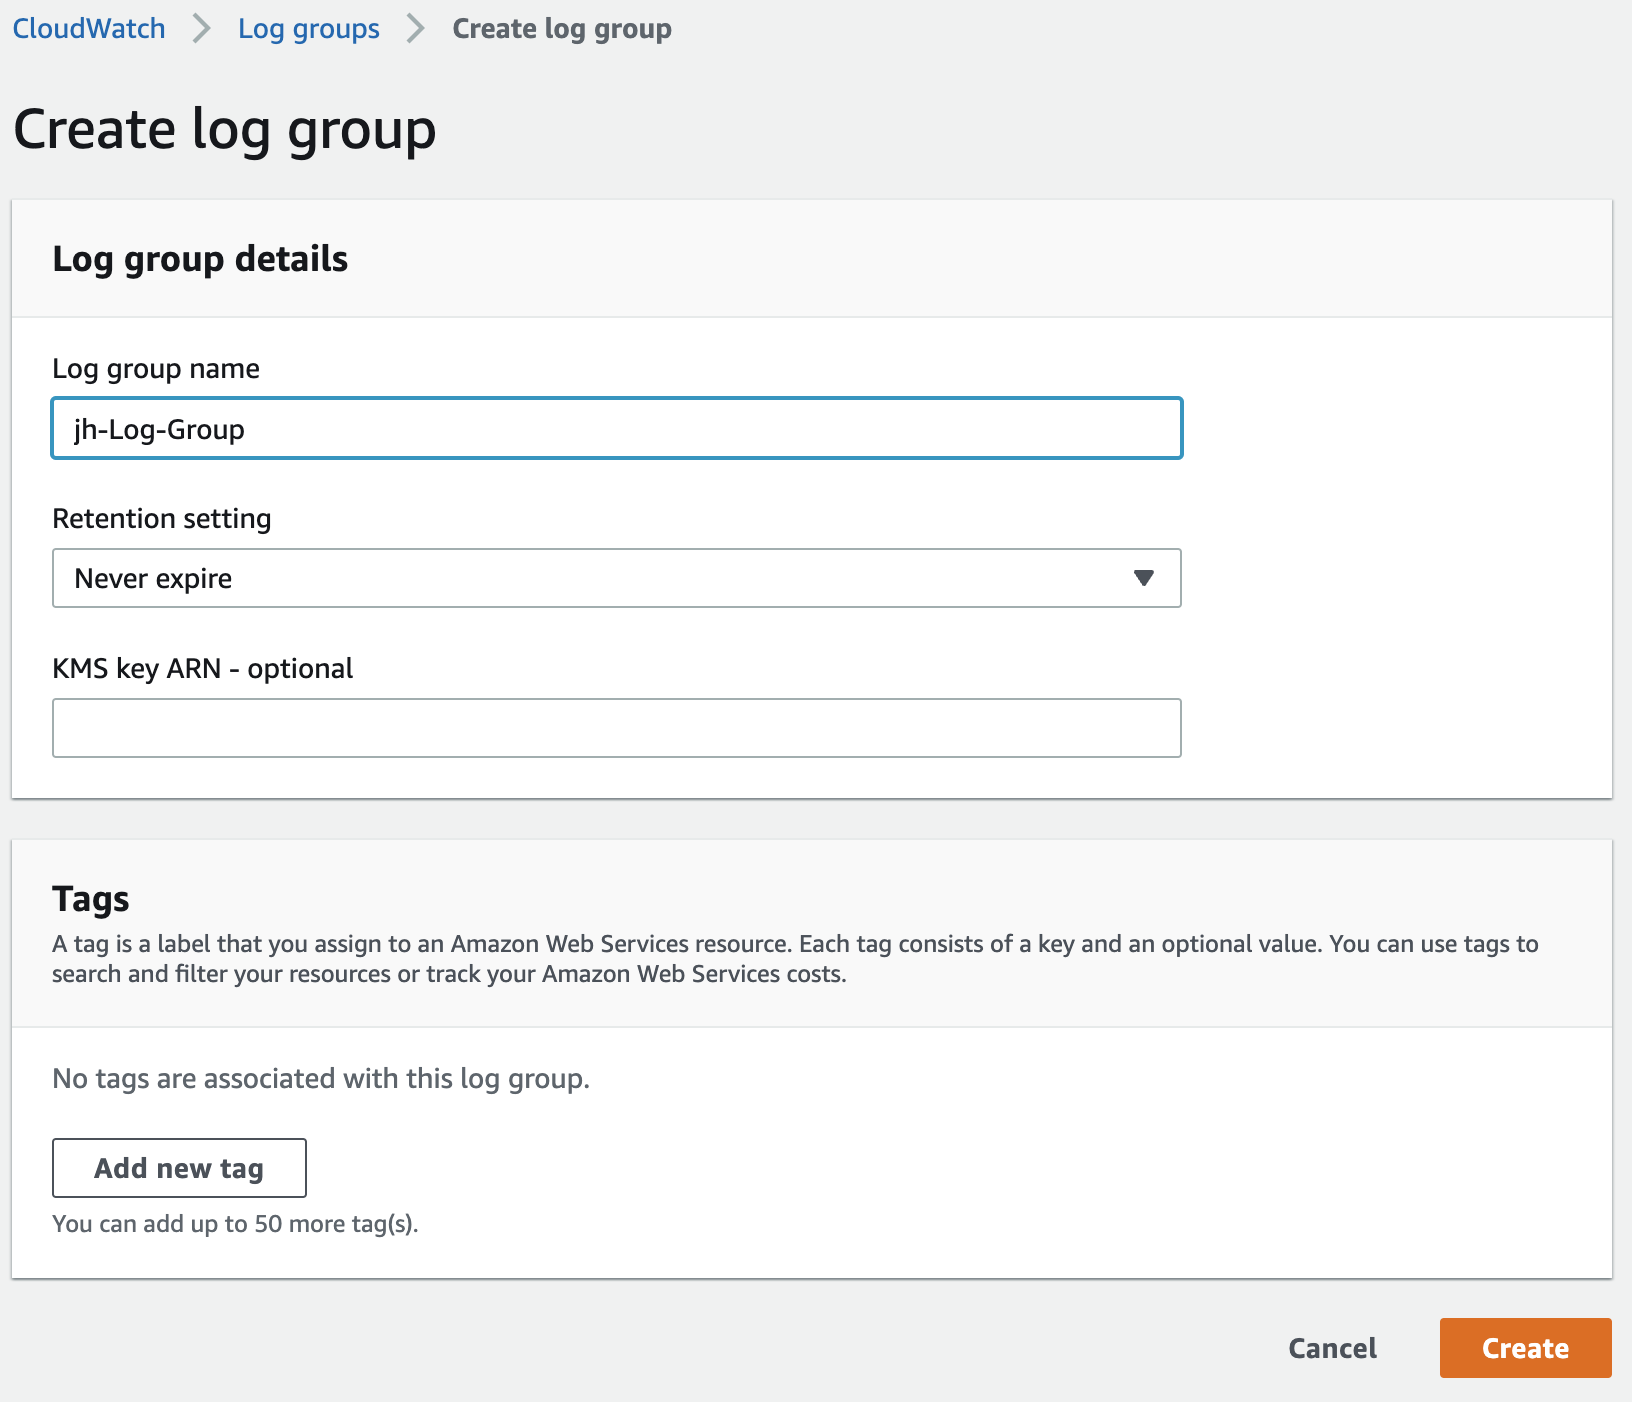 CloudWatch > Log groups > Create log group
Create log group
Log group details
Log group name
jh-Log-Group
Retention setting
Never expire
KMS key ARN - optional
Tags
A tag is a label that you assign to an Amazon Web Services resource. Each tag consists of a key and an optional value. You can use tags to
search and filter your resources or track your Amazon Web Services costs.
No tags are associated with this log group.
Add new tag
You can add up to 50 more tag(s).
Cancel Create